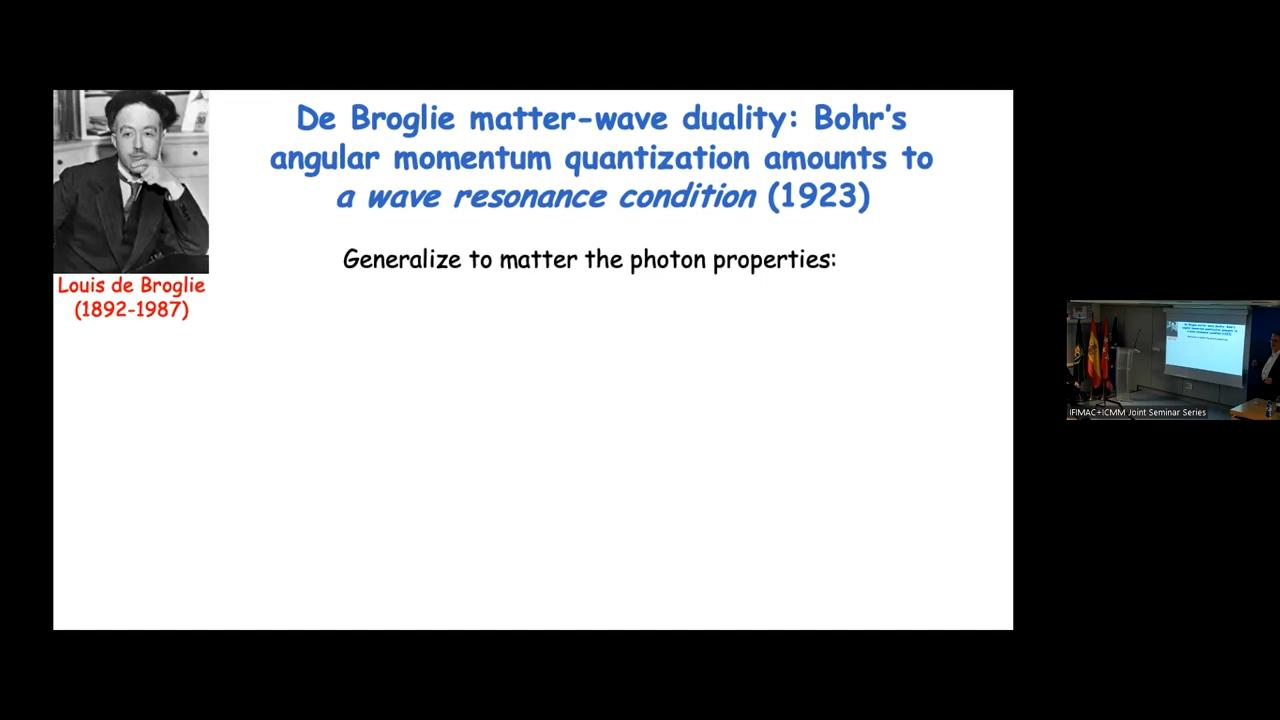 De Broglie matter-wave duality: Bohr's
angular momentum quantization amounts to
a wave resonance condition (1923)
Generalize to matter the photon properties:
Louis de Broglie
(1892-1987)
IFIMAC+ICMM Joint Seminar Series